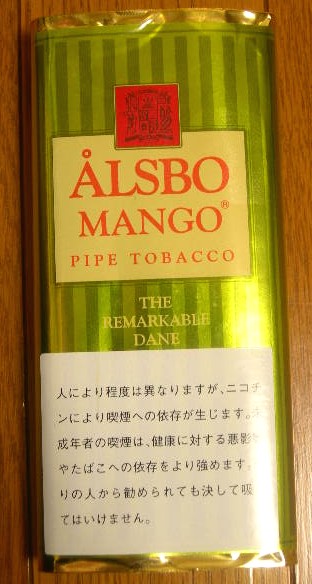 ÅLSBO
MANGO®
PIPE TOBACCO
THE
REMARKABLE
DANE
人により程度は異なりますが、ニコチ
ンにより喫煙への依存が生じます。
成年者の喫煙は、健康に対する悪影
やたばこへの依存をより強めます。
りの人から勧められても決して吸
てはいけません。